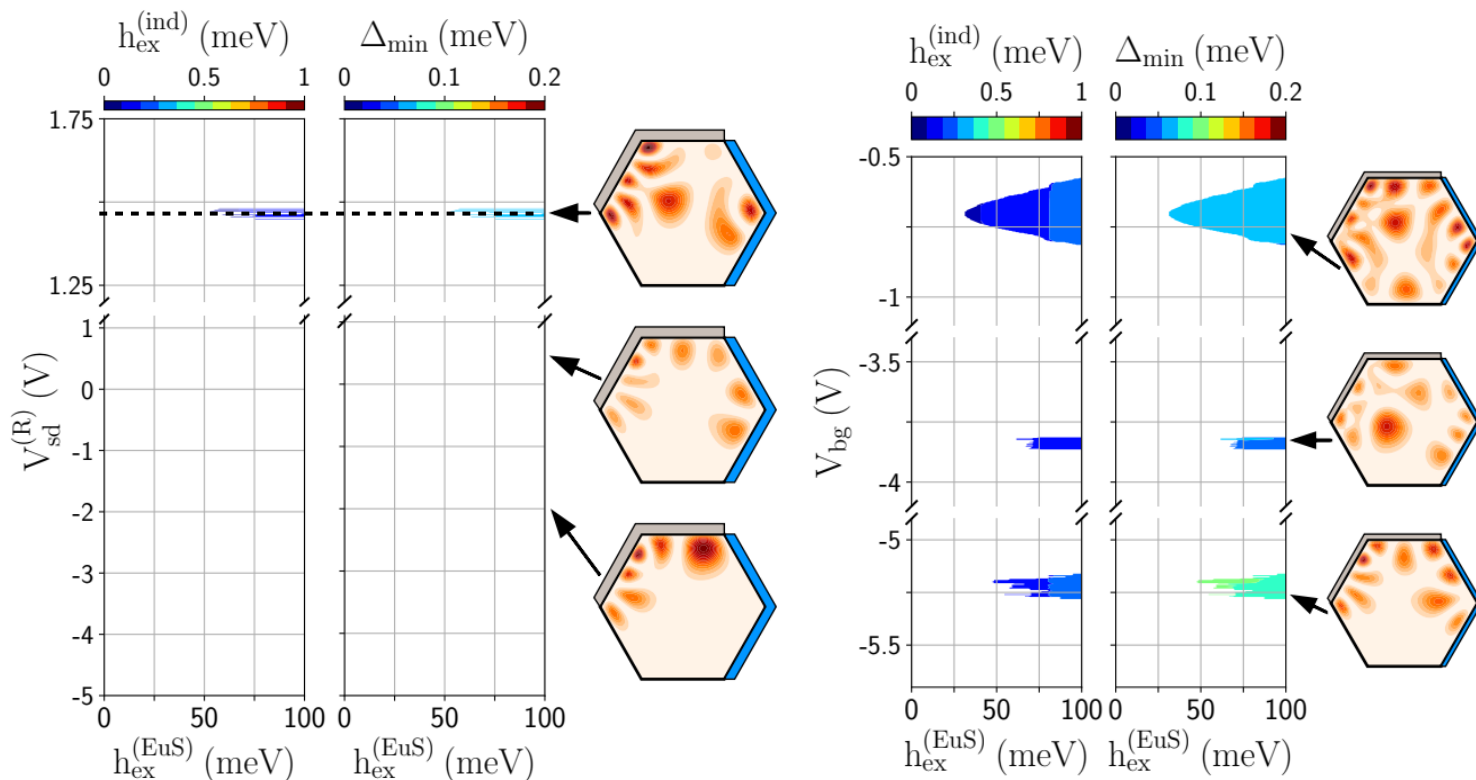 h_ex^(ind) (meV) Δ_min (meV)
0 0.5 1 0 0.1 0.2
1.75
1.25
1
0
-1
-2
-3
-4
-5
V_sd^(R) (V)
0 50 100 0 50 100
h_ex^(EuS) (meV) h_ex^(EuS) (meV)
h_ex^(ind) (meV) Δ_min (meV)
0 0.5 1 0 0.1 0.2
-0.5
-1
-3.5
-4
-5
-5.5
V_bg (V)
0 50 100 0 50 100
h_ex^(EuS) (meV) h_ex^(EuS) (meV)